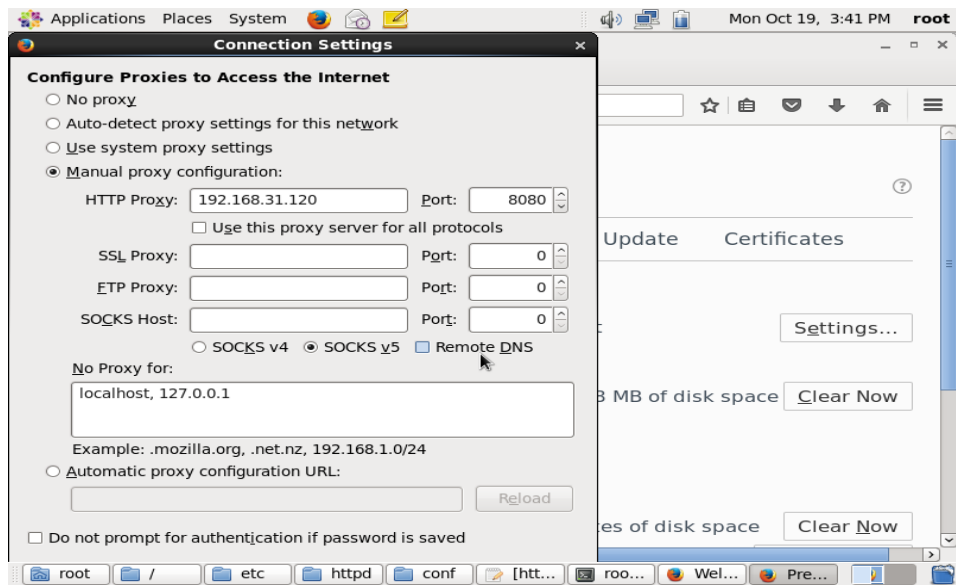 Applications Places System Mon Oct 19, 3:41 PM root
Connection Settings
Configure Proxies to Access the Internet
No proxy
Auto-detect proxy settings for this network
Use system proxy settings
Manual proxy configuration:
HTTP Proxy: 192.168.31.120 Port: 8080
Use this proxy server for all protocols
SSL Proxy: Port: 0
FTP Proxy: Port: 0
SOCKS Host: Port: 0
SOCKS v4 SOCKS v5 Remote DNS
No Proxy for:
localhost, 127.0.0.1
Example: .mozilla.org, .net.nz, 192.168.1.0/24
Automatic proxy configuration URL:
Reload
Do not prompt for authentication if password is saved
Update Certificates
Settings...
MB of disk space Clear Now
of disk space Clear Now
root / etc httpd conf [htt... roo... Wel... Pre...